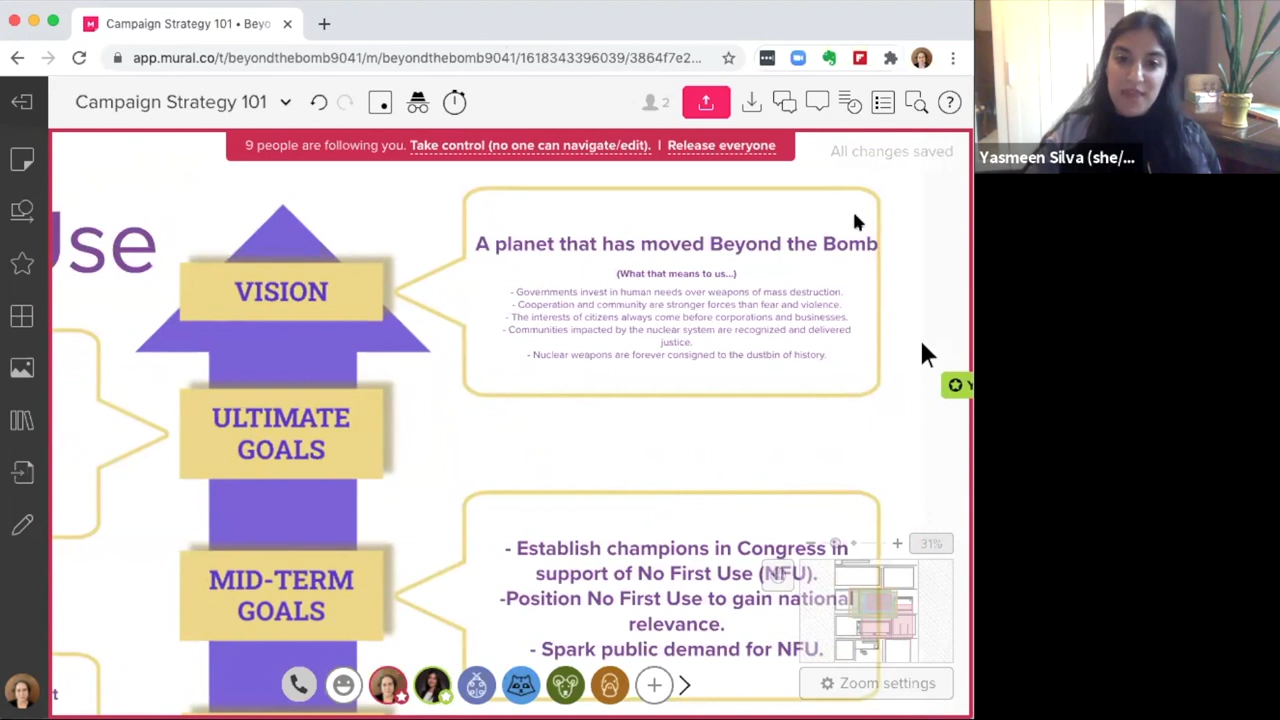 Campaign Strategy 101 • Beyo
app.mural.co/t/beyondthebomb9041/m/beyondthebomb9041/1618343396039/3864f7e2...
Campaign Strategy 101
2
?
9 people are following you. Take control (no one can navigate/edit). | Release everyone
All changes saved
Yasmeen Silva (she/...
Use
VISION
A planet that has moved Beyond the Bomb
(What that means to us...)
- Governments invest in human needs over weapons of mass destruction.
- Cooperation and community are stronger forces than fear and violence.
- The interests of citizens always come before corporations and businesses.
- Communities impacted by the nuclear system are recognized and delivered
justice.
- Nuclear weapons are forever consigned to the dustbin of history.
Y
ULTIMATE
GOALS
MID-TERM
GOALS
- Establish champions in Congress in
support of No First Use (NFU).
-Position No First Use to gain national
relevance.
- Spark public demand for NFU.
31%
Zoom settings
t